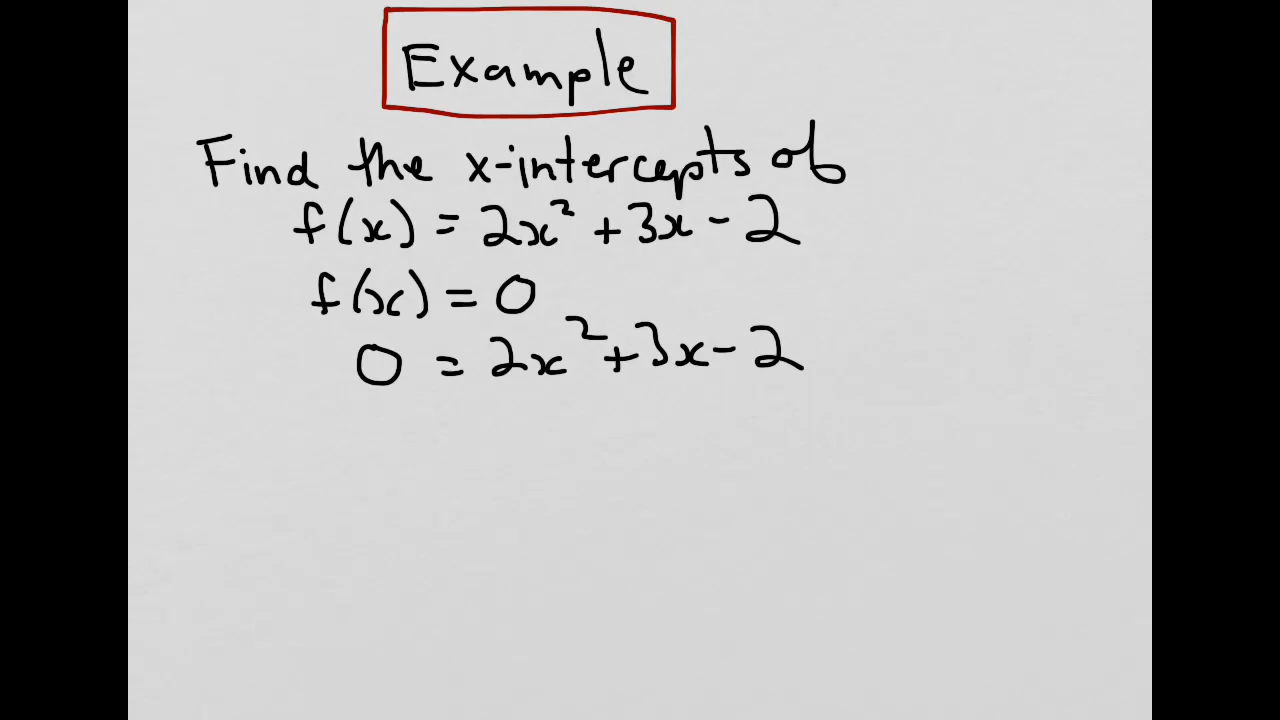 Example
Find the x-intercepts of
f(x) = 2x² + 3x - 2
f(x) = 0
0 = 2x² + 3x - 2